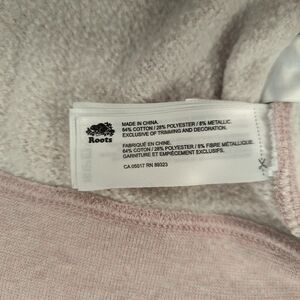 Roots
MADE IN CHINA.
64% COTTON / 28% POLYESTER / 8% METALLIC.
EXCLUSIVE OF TRIMMING AND DECORATION.
FABRIQUÉ EN CHINE.
64% COTON / 28% POLYESTER / 8% FIBRE MÉTALLIQUE.
GARNITURE ET EMPIÈCEMENT EXCLUSIFS.
CA 05017 RN 89323